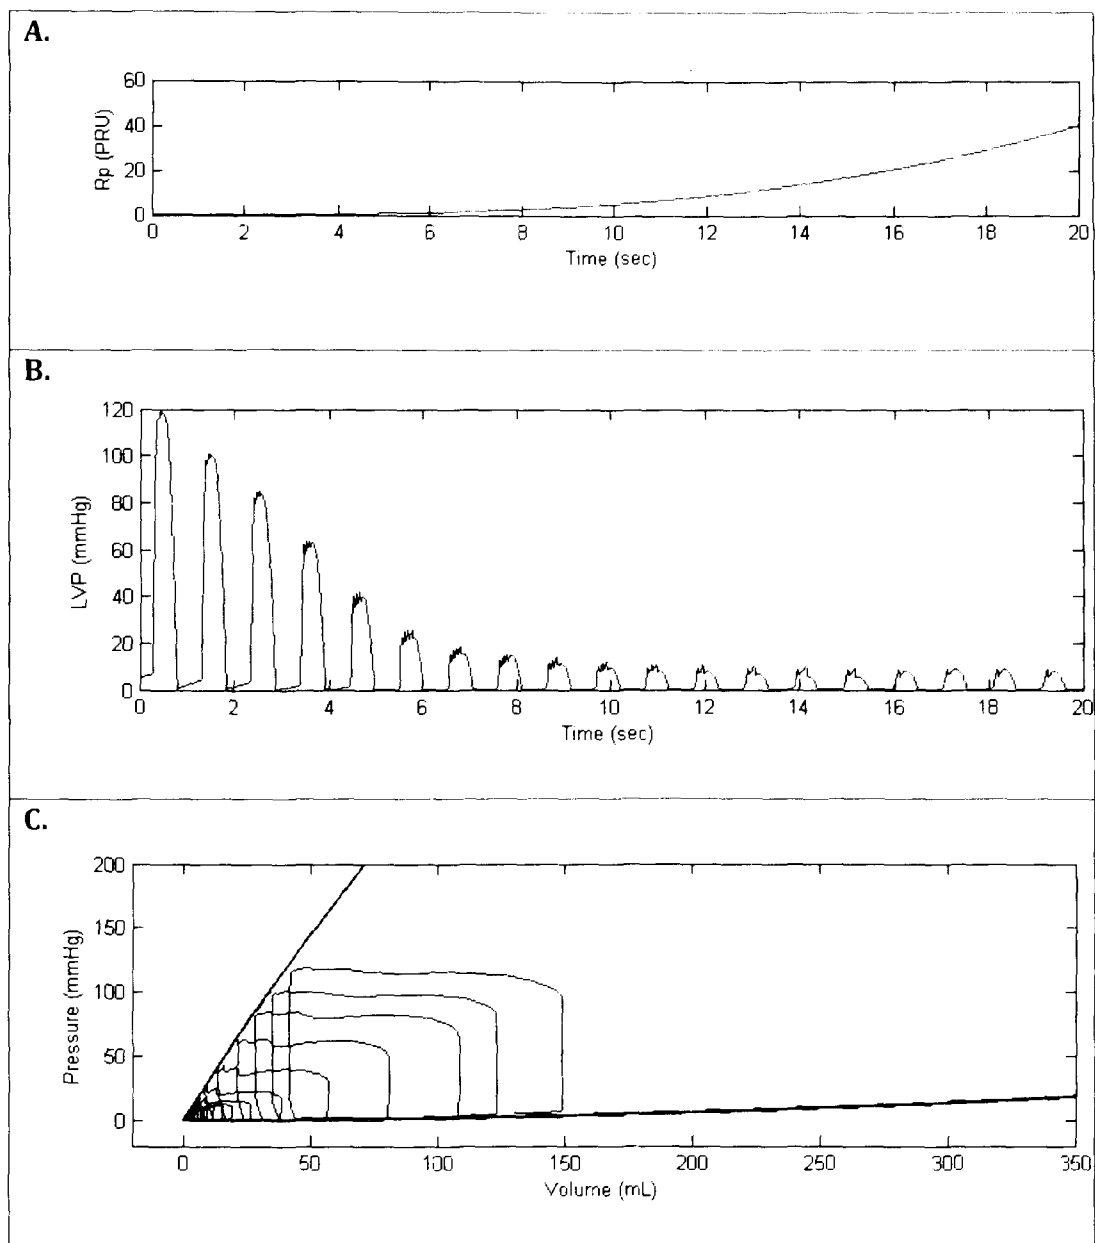 A.
60
40
20
0
Rp (PRU)
0 2 4 6 8 10 12 14 16 18 20
Time (sec)
B.
120
100
80
60
40
20
0
LVP (mmHg)
0 2 4 6 8 10 12 14 16 18 20
Time (sec)
C.
200
150
100
50
0
Pressure (mmHg)
0 50 100 150 200 250 300 350
Volume (mL)